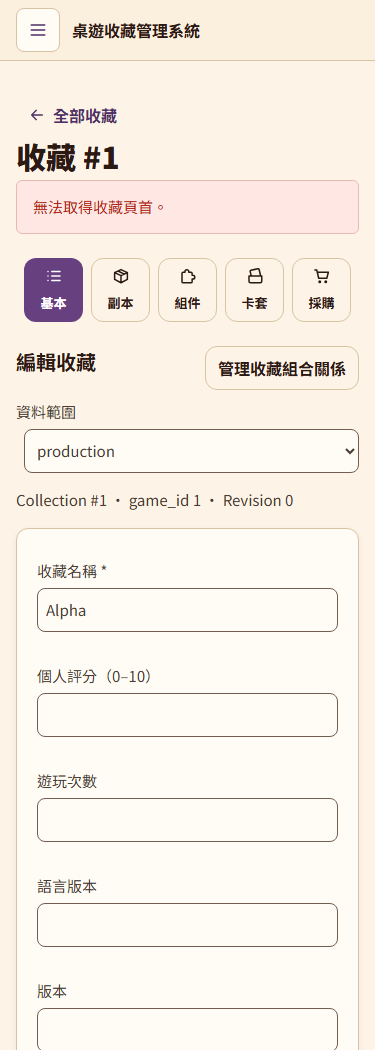 桌遊收藏管理系統
← 全部收藏
收藏 #1
無法取得收藏頁首。
基本
副本
組件
卡套
採購
編輯收藏
管理收藏組合關係
資料範圍
production
Collection #1 · game_id 1 · Revision 0
收藏名稱 *
Alpha
個人評分（0–10）
遊玩次數
語言版本
版本